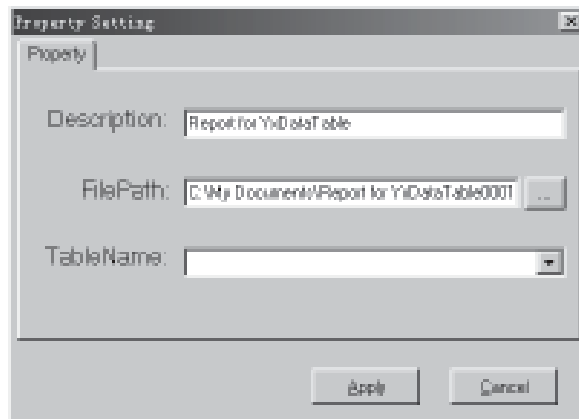 Property Setting
Property
Description: Report for YxDataTable
FilePath: C:\My Documents\Report for YxDataTable0001 ...
TableName:
Apply Cancel